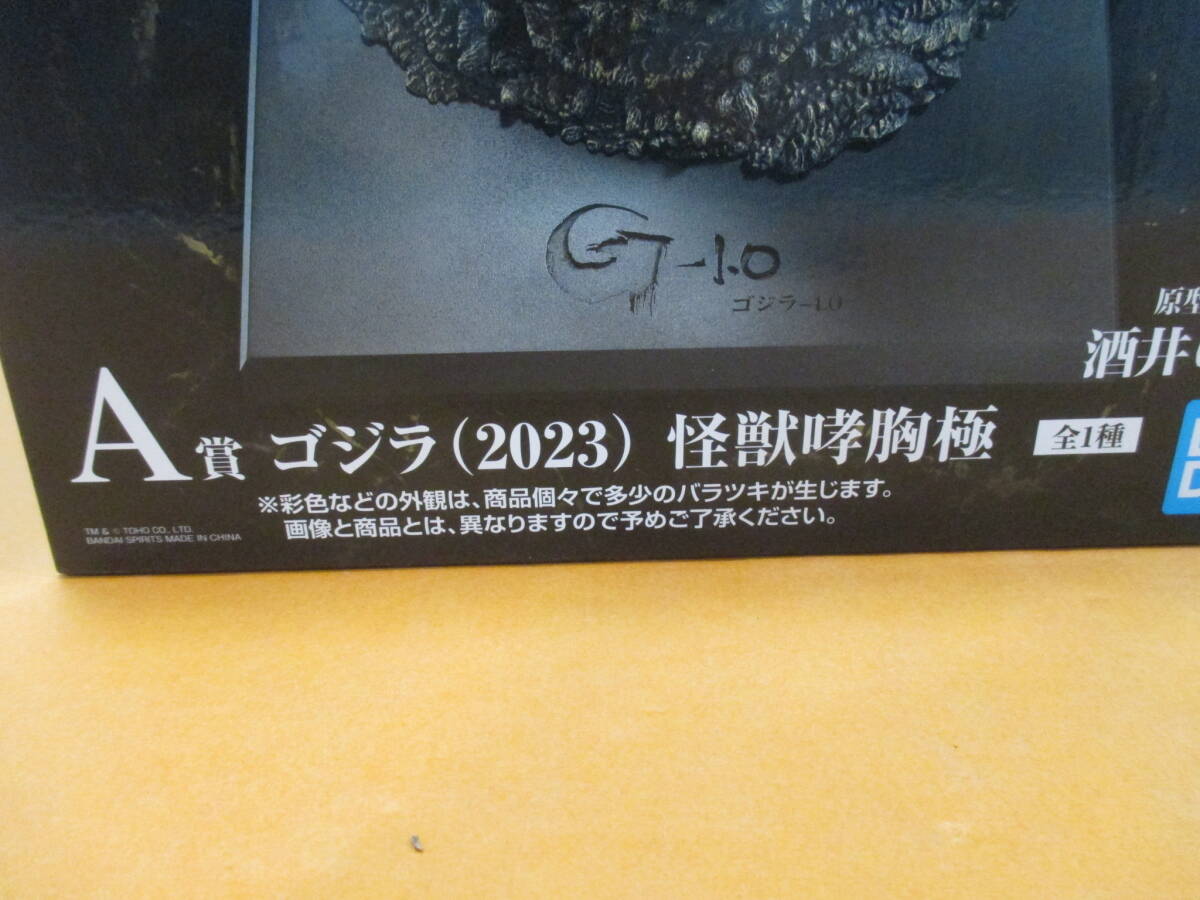 G-1.0
ゴジラ-1.0
原型
酒井
A賞 ゴジラ(2023) 怪獣哮胸極 全1種
※彩色などの外観は、商品個々で多少のバラツキが生じます。
画像と商品とは、異なりますので予めご了承ください。
TM & © TOHO CO., LTD.
BANDAI SPIRITS MADE IN CHINA